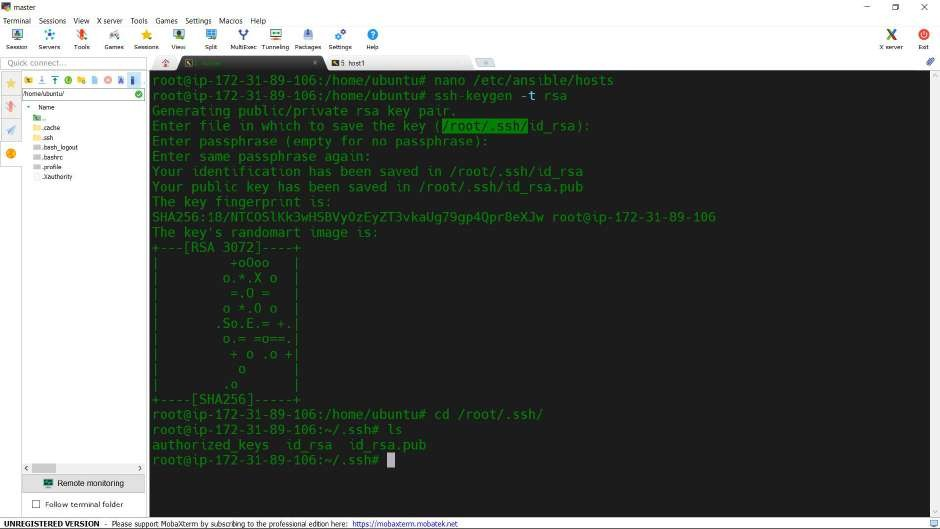 master
Terminal Sessions View X server Tools Games Settings Macros Help
Session Servers Tools Games Sessions View Split MultiExec Tunneling Packages Settings Help X server Exit
Quick connect...
5. host1
/home/ubuntu/
Name
..
.cache
.ssh
.bash_logout
.bashrc
.profile
.Xauthority
Remote monitoring
Follow terminal folder
root@ip-172-31-89-106:/home/ubuntu# nano /etc/ansible/hosts
root@ip-172-31-89-106:/home/ubuntu# ssh-keygen -t rsa
Generating public/private rsa key pair.
Enter file in which to save the key (/root/.ssh/id_rsa):
Enter passphrase (empty for no passphrase):
Enter same passphrase again:
Your identification has been saved in /root/.ssh/id_rsa
Your public key has been saved in /root/.ssh/id_rsa.pub
The key fingerprint is:
SHA256:18/NTCOSlKk3wHSBVyOzEyZT3vkaUg79gp4Qpr8eXJw root@ip-172-31-89-106
The key's randomart image is:
+---[RSA 3072]----+
|         +oOoo   |
|        o.*.X o  |
|         =.O =   |
|        o *.O o  |
|       .So.E.= +.|
|        o.= =o==.|
|         + o .o +|
|          o      |
|        .o       |
+----[SHA256]-----+
root@ip-172-31-89-106:/home/ubuntu# cd /root/.ssh/
root@ip-172-31-89-106:~/.ssh# ls
authorized_keys  id_rsa  id_rsa.pub
root@ip-172-31-89-106:~/.ssh#
UNREGISTERED VERSION - Please support MobaXterm by subscribing to the professional edition here: https://mobaxterm.mobatek.net